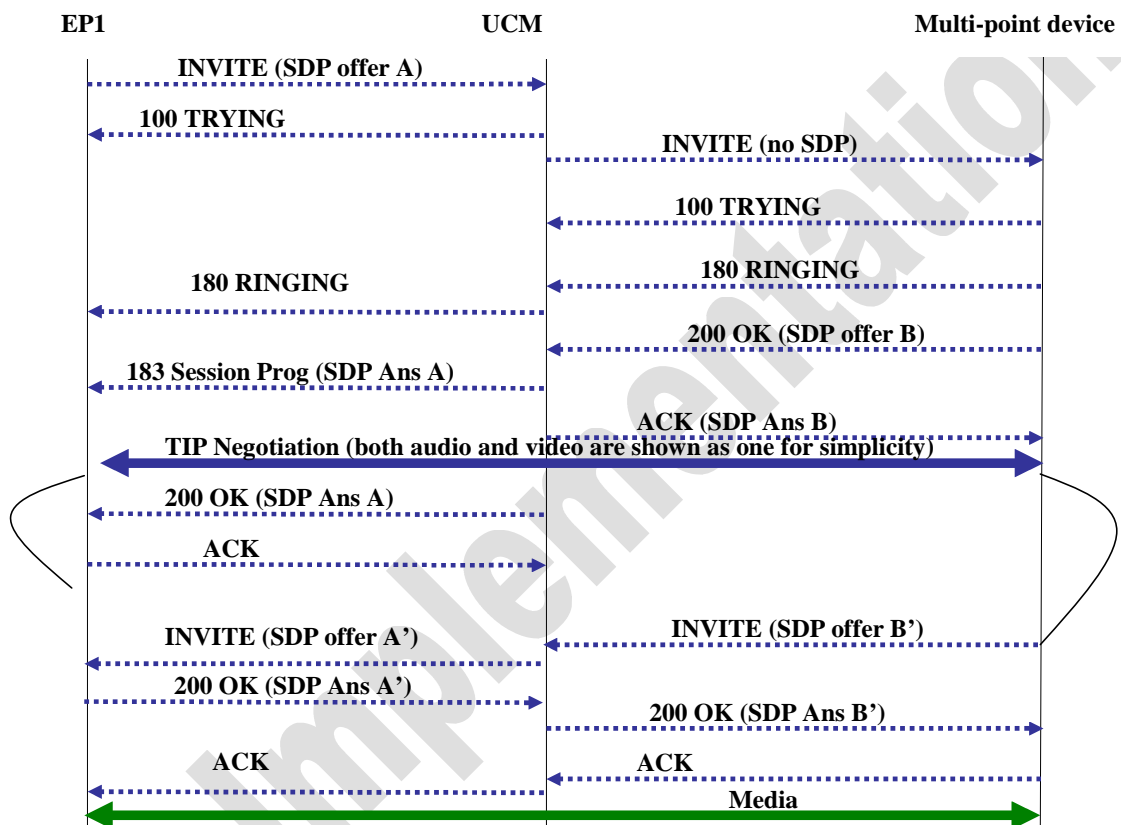 EP1 UCM Multi-point device
INVITE (SDP offer A)
100 TRYING
INVITE (no SDP)
100 TRYING
180 RINGING
180 RINGING
200 OK (SDP offer B)
183 Session Prog (SDP Ans A)
ACK (SDP Ans B)
TIP Negotiation (both audio and video are shown as one for simplicity)
200 OK (SDP Ans A)
ACK
INVITE (SDP offer B’)
INVITE (SDP offer A’)
200 OK (SDP Ans A’)
200 OK (SDP Ans B’)
ACK
ACK
Media
Implementation